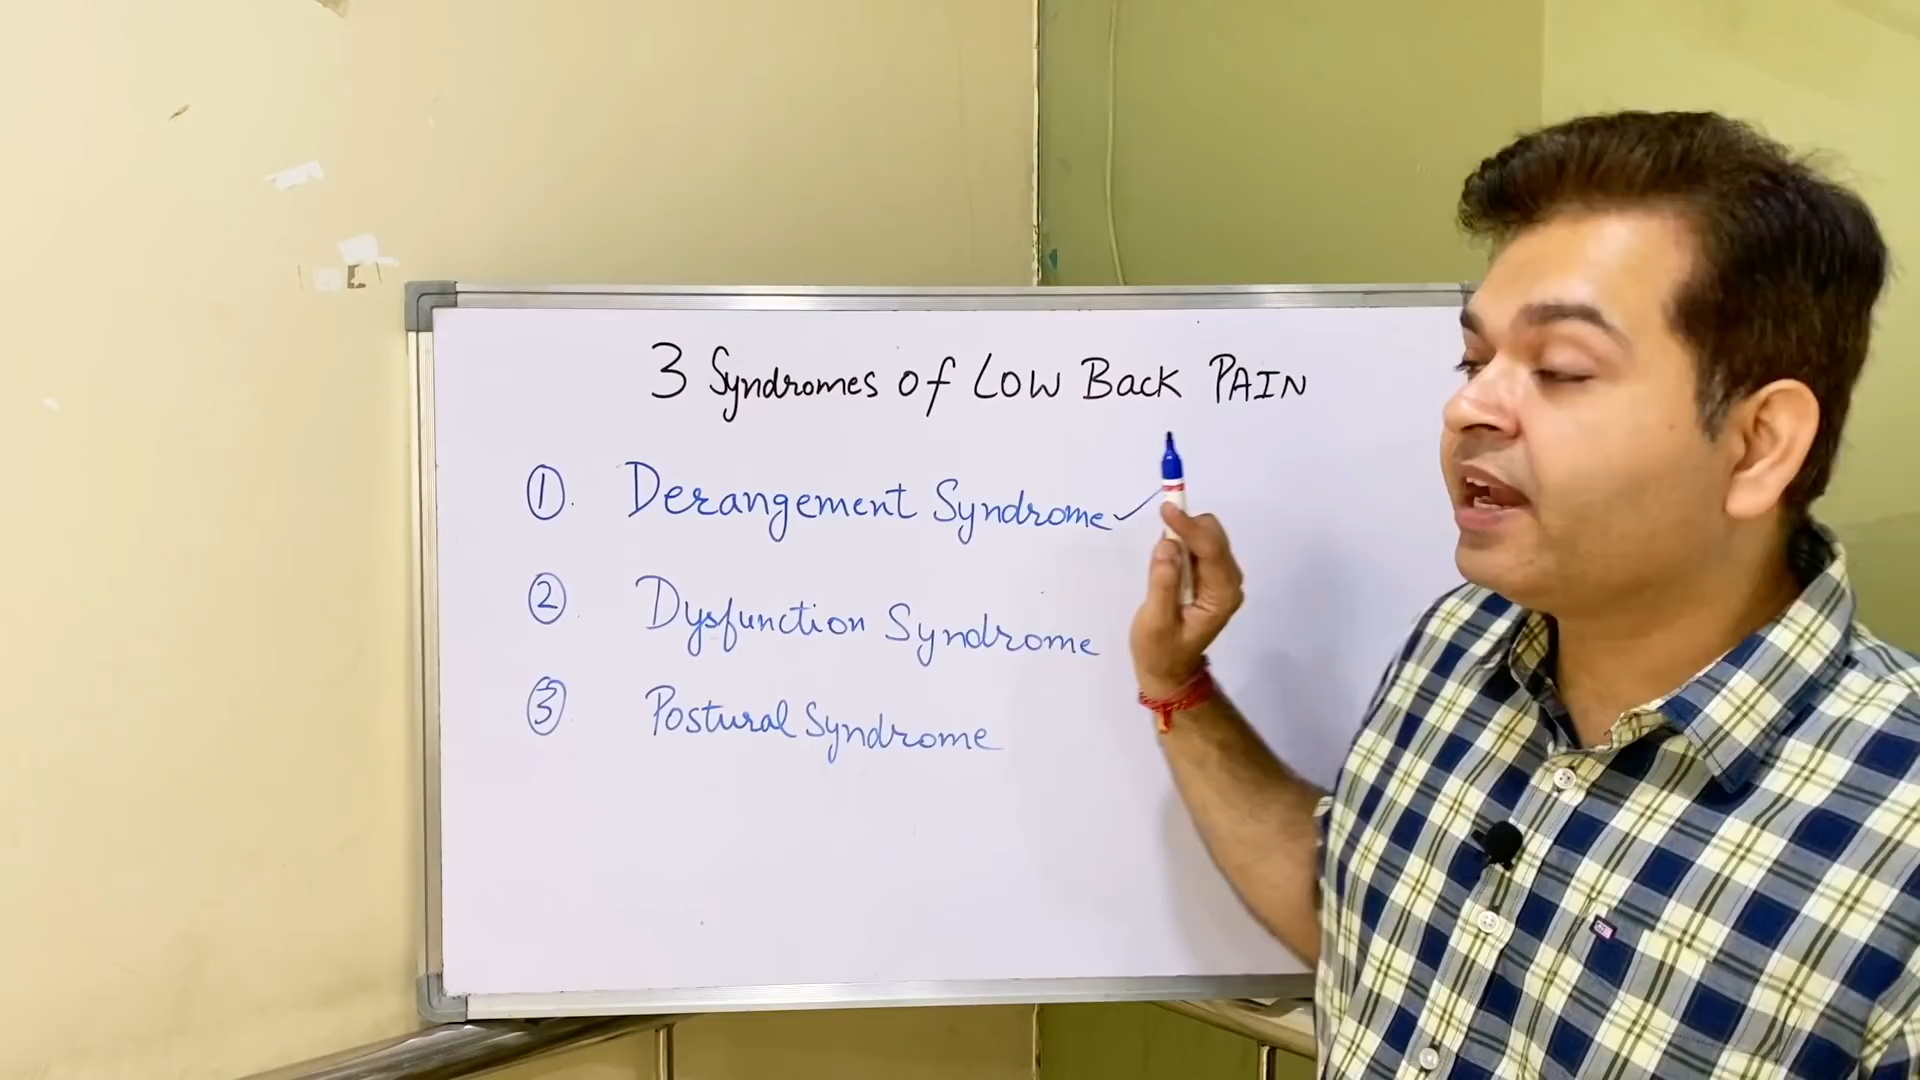 3 Syndromes of Low Back PAIN
①. Derangement Syndrome
② Dysfunction Syndrome
③ Postural Syndrome